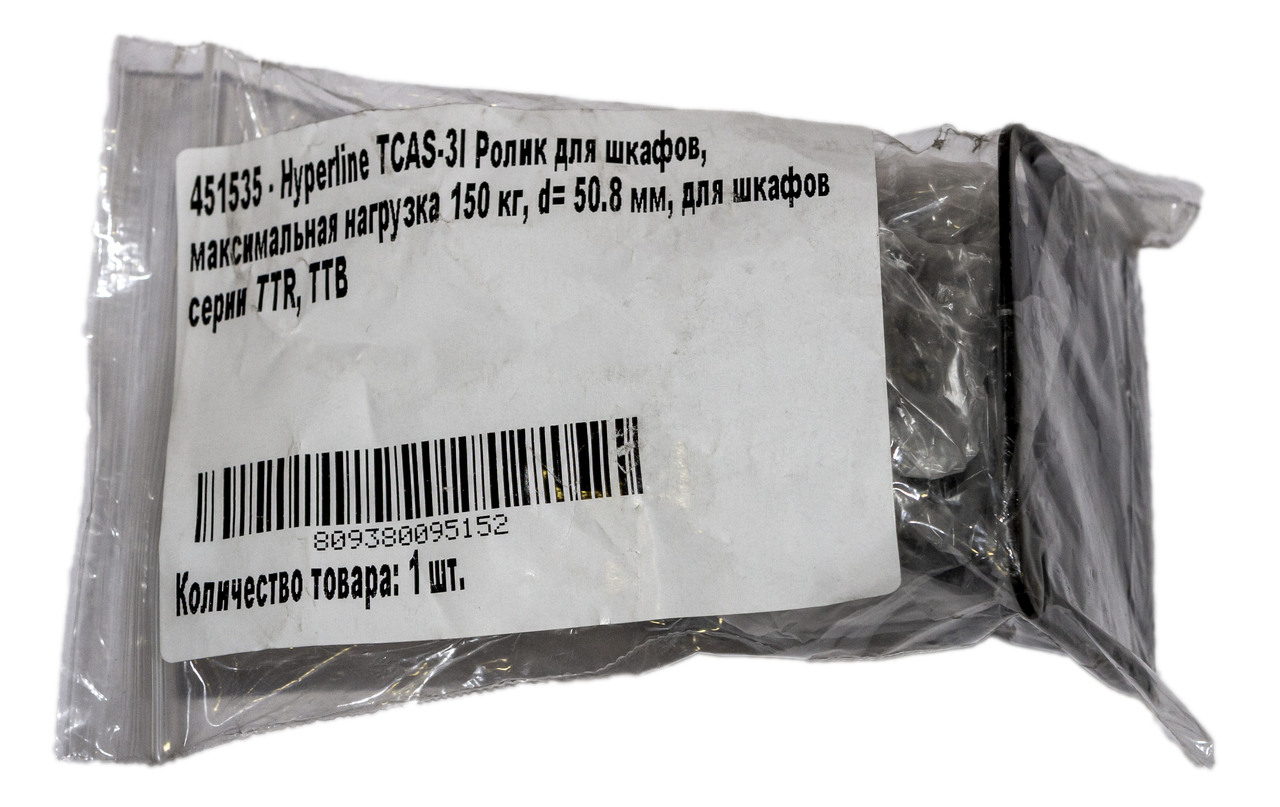 451535 - Hyperline TCAS-3I Ролик для шкафов,
максимальная нагрузка 150 кг, d= 50.8 мм, для шкафов
серии TTR, TTB
809380095152
Количество товара: 1 шт.